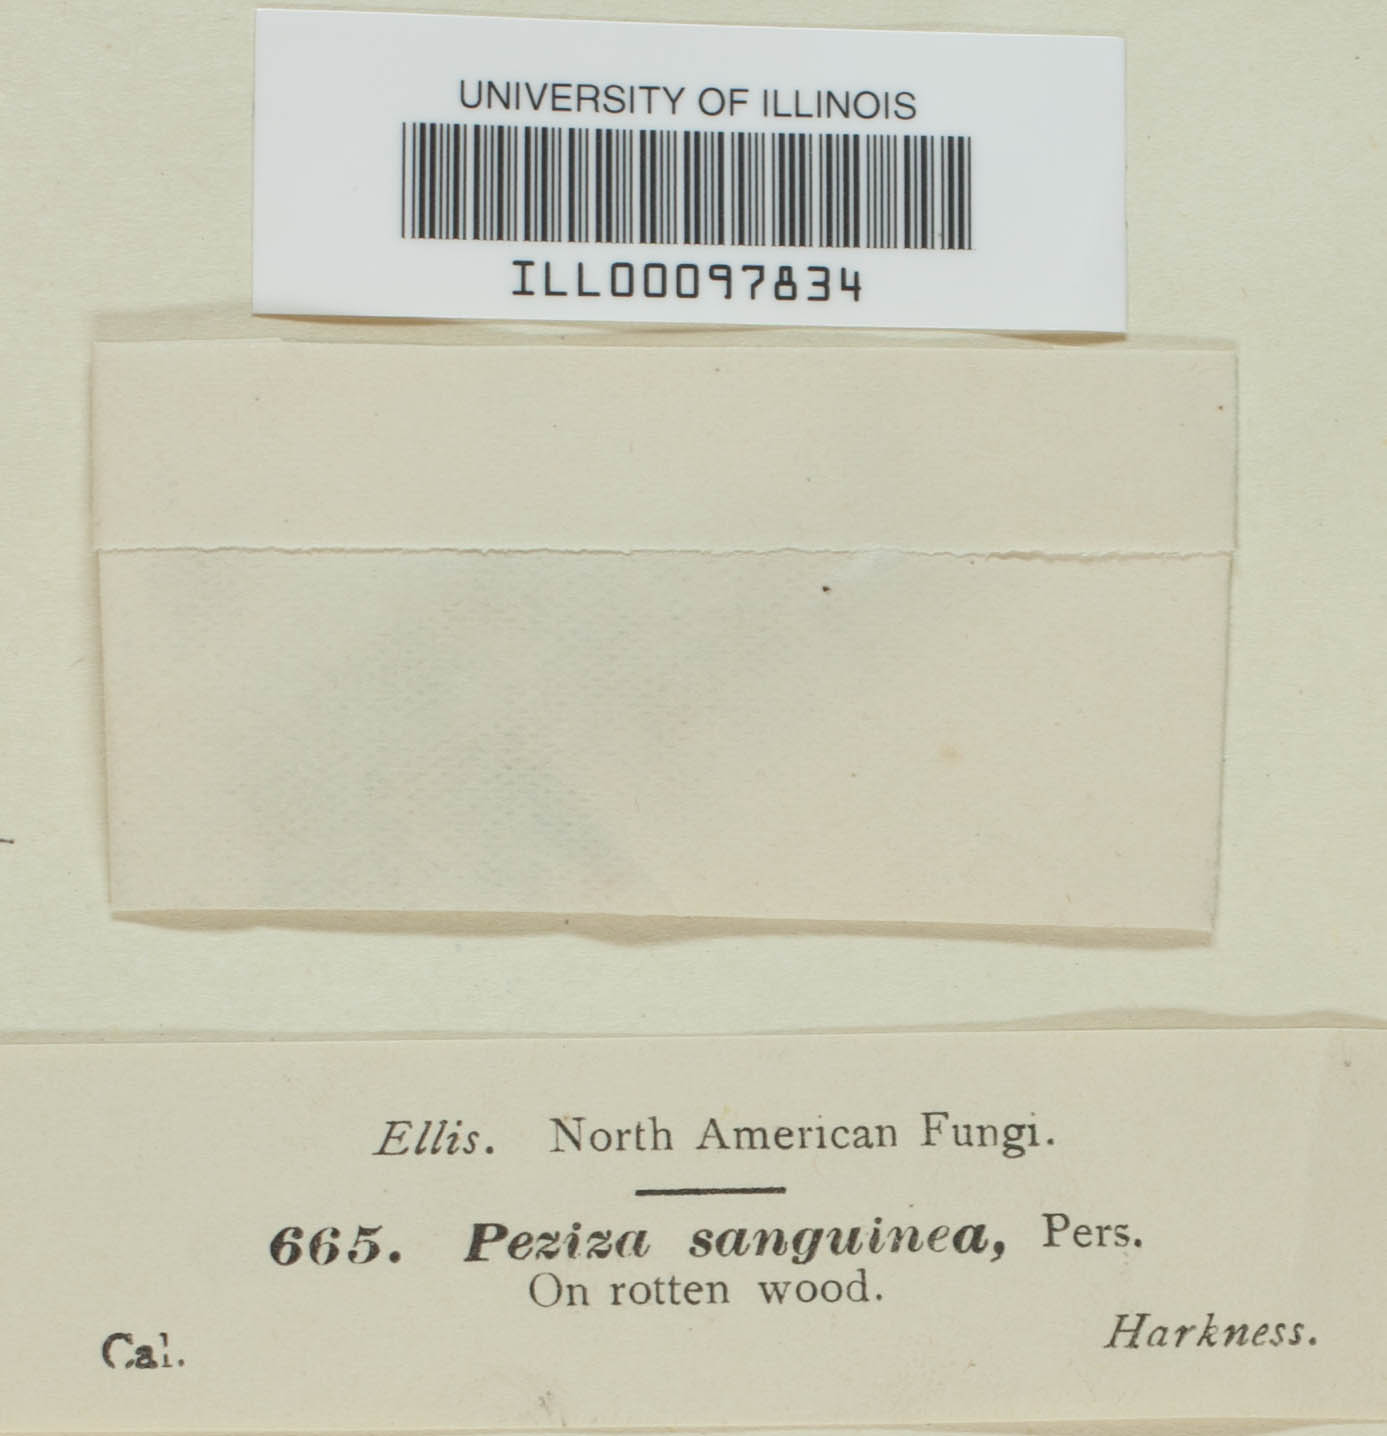 UNIVERSITY OF ILLINOIS
ILL00097834
Ellis. North American Fungi.
665. Peziza sanguinea, Pers.
On rotten wood.
Harkness.
Cal.